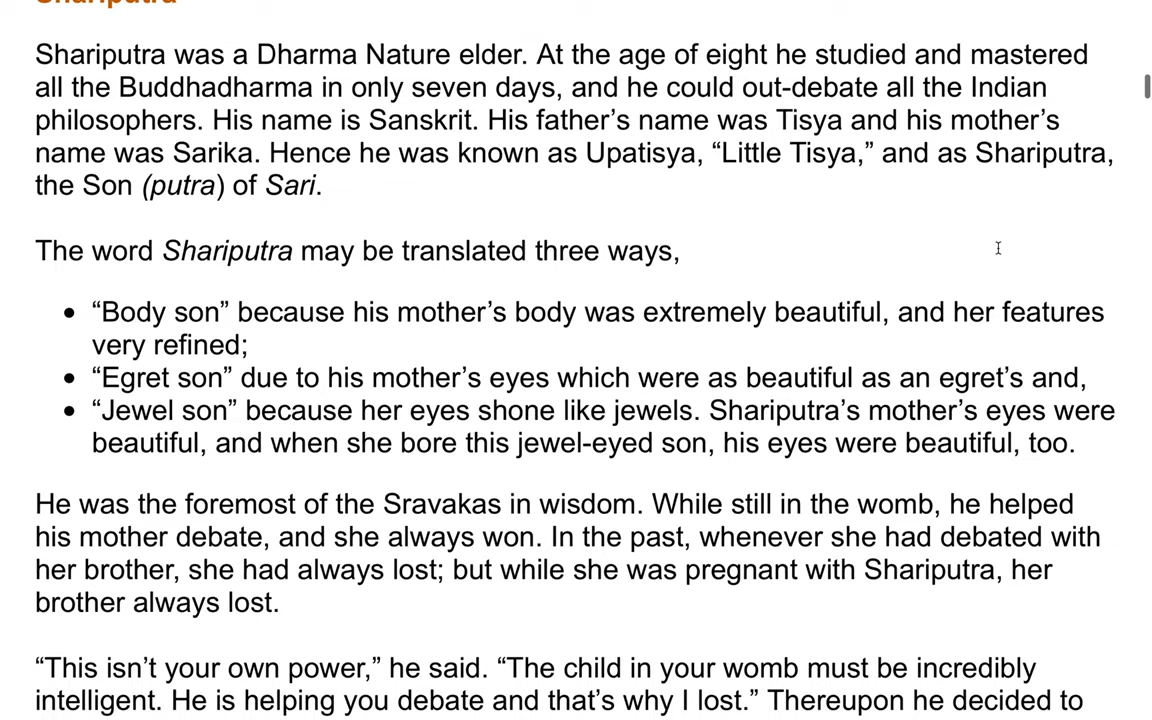 Shariputra
Shariputra was a Dharma Nature elder. At the age of eight he studied and mastered
all the Buddhadharma in only seven days, and he could out-debate all the Indian
philosophers. His name is Sanskrit. His father’s name was Tisya and his mother’s
name was Sarika. Hence he was known as Upatisya, “Little Tisya,” and as Shariputra,
the Son (putra) of Sari.
The word Shariputra may be translated three ways,
• “Body son” because his mother’s body was extremely beautiful, and her features
very refined;
• “Egret son” due to his mother’s eyes which were as beautiful as an egret’s and,
• “Jewel son” because her eyes shone like jewels. Shariputra’s mother’s eyes were
beautiful, and when she bore this jewel-eyed son, his eyes were beautiful, too.
He was the foremost of the Sravakas in wisdom. While still in the womb, he helped
his mother debate, and she always won. In the past, whenever she had debated with
her brother, she had always lost; but while she was pregnant with Shariputra, her
brother always lost.
“This isn’t your own power,” he said. “The child in your womb must be incredibly
intelligent. He is helping you debate and that’s why I lost.” Thereupon he decided to